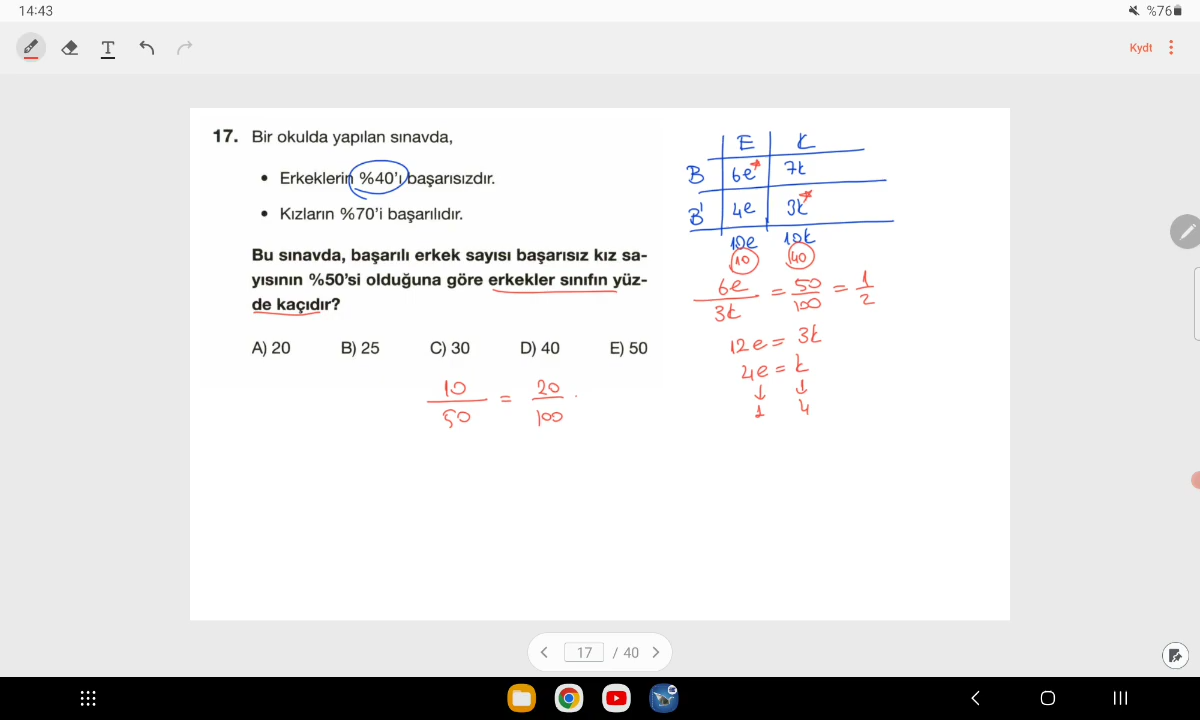 14:43
%76
T
Kydt
17. Bir okulda yapılan sınavda,
• Erkeklerin %40'ı başarısızdır.
• Kızların %70'i başarılıdır.
Bu sınavda, başarılı erkek sayısı başarısız kız sa-
yısının %50'si olduğuna göre erkekler sınıfın yüz-
de kaçıdır?
A) 20 B) 25 C) 30 D) 40 E) 50
10/50 = 20/100
E K
B 6e 7k
B' 4e 3k
10e 10k
10 40
6e/3k = 50/100 = 1/2
12e = 3k
4e = k
↓ ↓
1 4
17 / 40